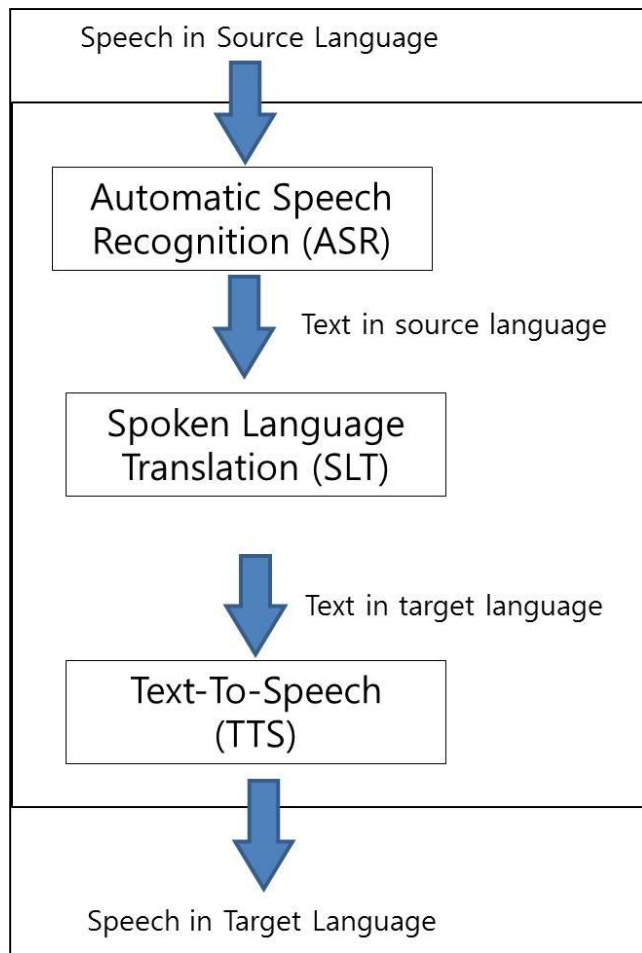 Speech in Source Language
Automatic Speech
Recognition (ASR)
Text in source language
Spoken Language
Translation (SLT)
Text in target language
Text-To-Speech
(TTS)
Speech in Target Language